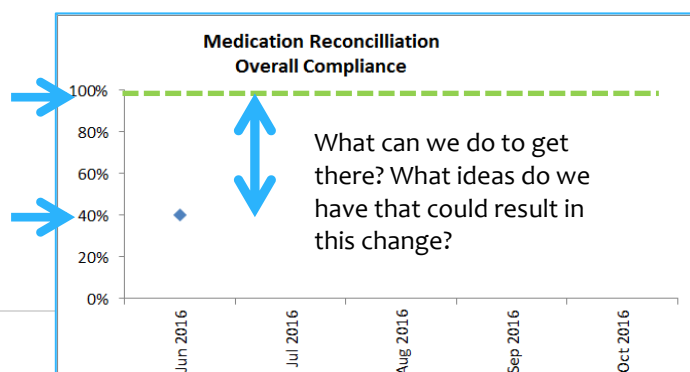 Medication Reconcilliation
Overall Compliance
100%
80%
60%
40%
20%
0%
What can we do to get
there? What ideas do we
have that could result in
this change?
Jun 2016
Jul 2016
Aug 2016
Sep 2016
Oct 2016